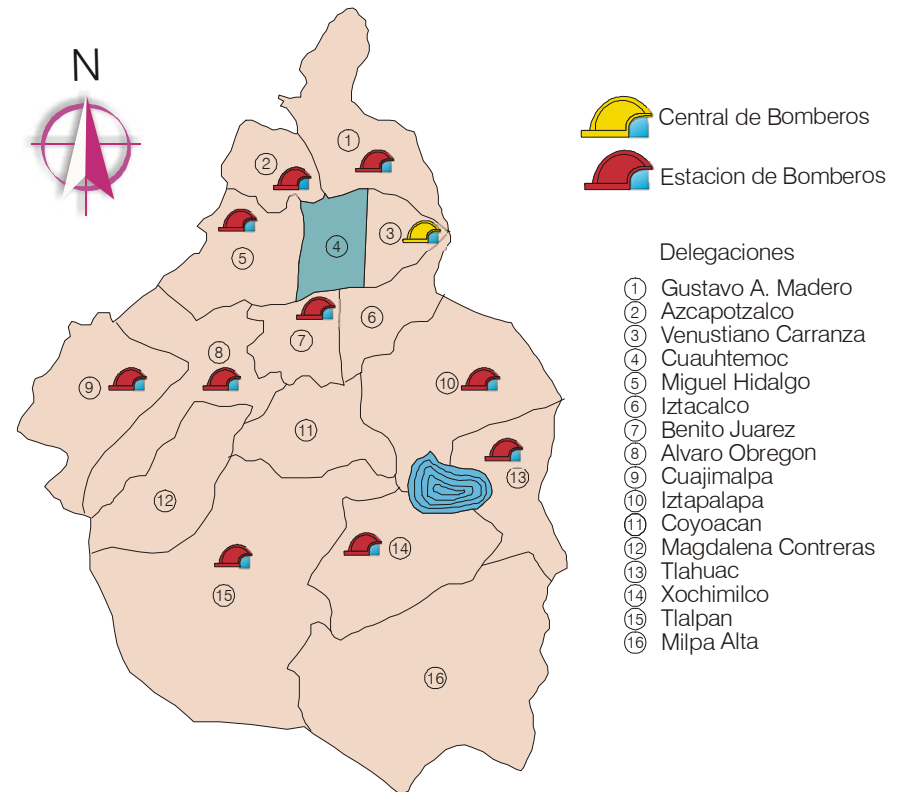 N
Central de Bomberos
Estacion de Bomberos
Delegaciones
1 Gustavo A. Madero
2 Azcapotzalco
3 Venustiano Carranza
4 Cuauhtemoc
5 Miguel Hidalgo
6 Iztacalco
7 Benito Juarez
8 Alvaro Obregon
9 Cuajimalpa
10 Iztapalapa
11 Coyoacan
12 Magdalena Contreras
13 Tlahuac
14 Xochimilco
15 Tlalpan
16 Milpa Alta
1
2
3
4
5
6
7
8
9
10
11
12
13
14
15
16